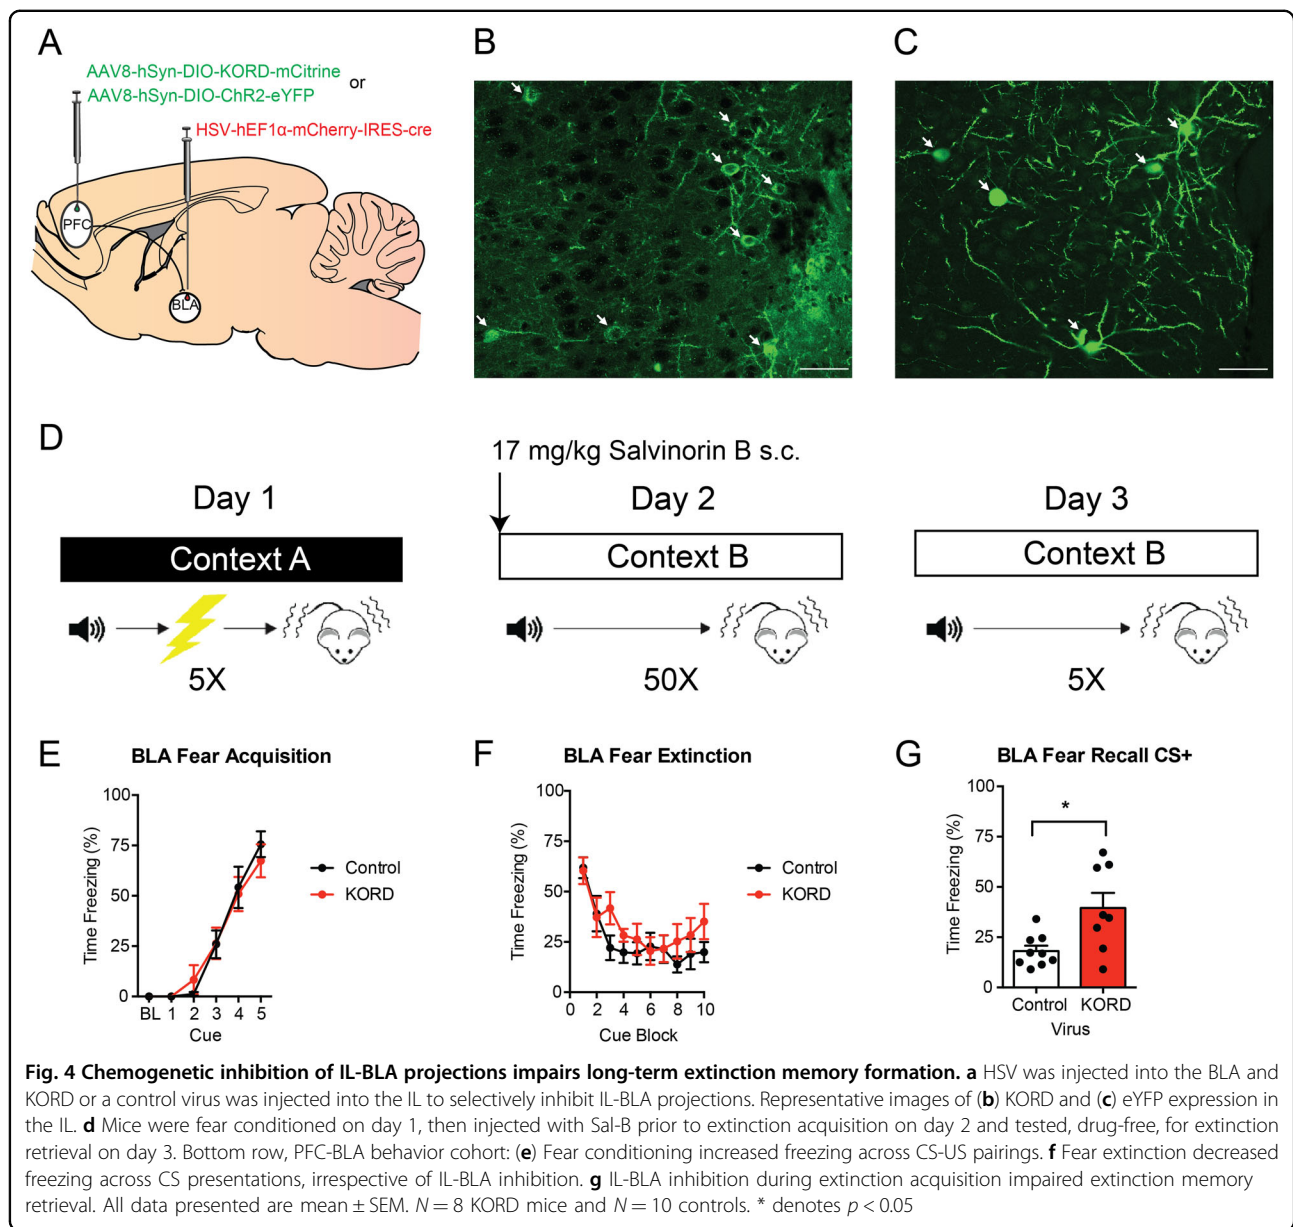 A
AAV8-hSyn-DIO-KORD-mCitrine
or
AAV8-hSyn-DIO-ChR2-eYFP
HSV-hEF1α-mCherry-IRES-cre
PFC
BLA
B
C
D
17 mg/kg Salvinorin B s.c.
Day 1
Day 2
Day 3
Context A
Context B
Context B
5X
50X
5X
E
BLA Fear Acquisition
Time Freezing (%)
100
75
50
25
0
BL 1 2 3 4 5
Cue
Control
KORD
F
BLA Fear Extinction
Time Freezing (%)
100
75
50
25
0
0 2 4 6 8 10
Cue Block
Control
KORD
G
BLA Fear Recall CS+
Time Freezing (%)
100
75
50
25
0
*
Control KORD
Virus
Fig. 4 Chemogenetic inhibition of IL-BLA projections impairs long-term extinction memory formation. a HSV was injected into the BLA and
KORD or a control virus was injected into the IL to selectively inhibit IL-BLA projections. Representative images of (b) KORD and (c) eYFP expression in
the IL. d Mice were fear conditioned on day 1, then injected with Sal-B prior to extinction acquisition on day 2 and tested, drug-free, for extinction
retrieval on day 3. Bottom row, PFC-BLA behavior cohort: (e) Fear conditioning increased freezing across CS-US pairings. f Fear extinction decreased
freezing across CS presentations, irrespective of IL-BLA inhibition. g IL-BLA inhibition during extinction acquisition impaired extinction memory
retrieval. All data presented are mean ± SEM. N = 8 KORD mice and N = 10 controls. * denotes p < 0.05